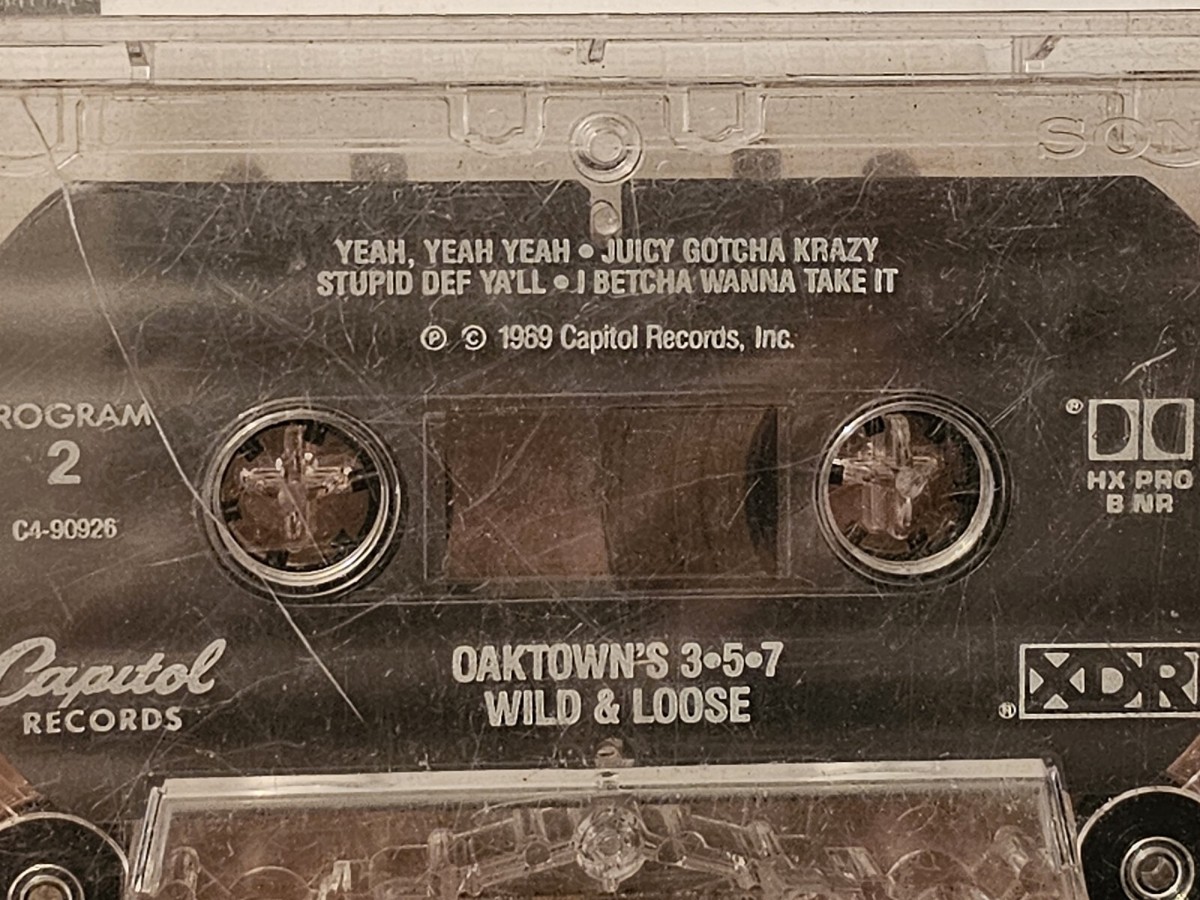 SONY
YEAH, YEAH YEAH • JUICY GOTCHA KRAZY
STUPID DEF YA'LL • I BETCHA WANNA TAKE IT
Ⓟ © 1989 Capitol Records, Inc.
ROGRAM
2
C4-90926
®
HX PRO
B NR
Capitol
RECORDS
OAKTOWN'S 3•5•7
WILD & LOOSE
® XDR